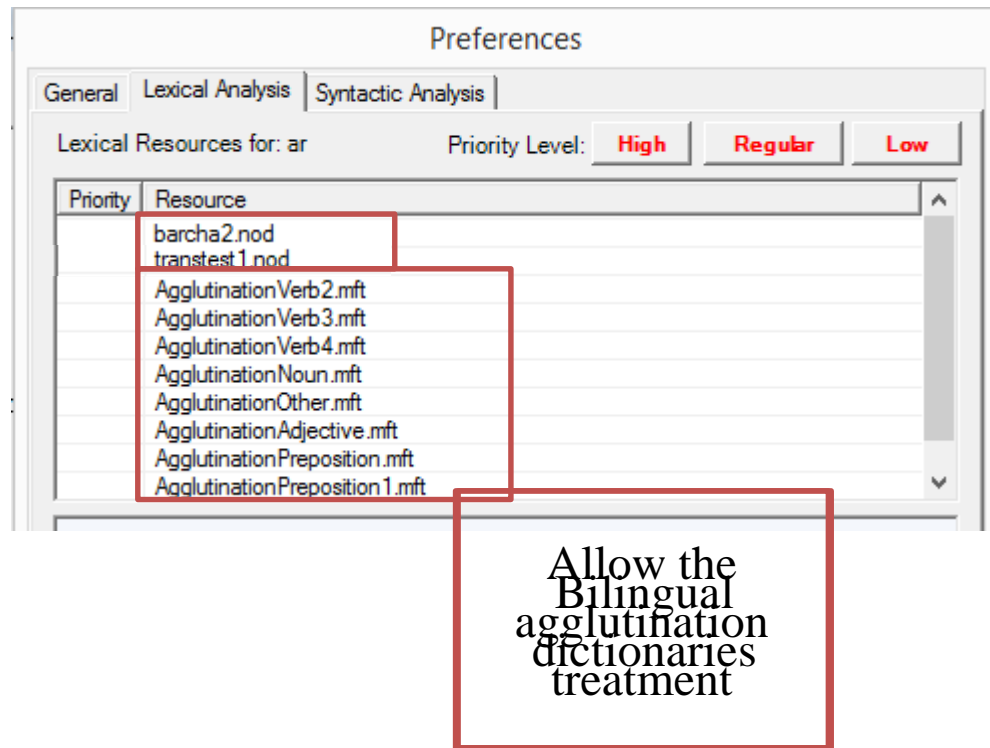 Preferences
General Lexical Analysis Syntactic Analysis
Lexical Resources for: ar Priority Level: High Regular Low
Priority Resource
barcha2.nod
transtest1.nod
AgglutinationVerb2.mft
AgglutinationVerb3.mft
AgglutinationVerb4.mft
AgglutinationNoun.mft
AgglutinationOther.mft
AgglutinationAdjective.mft
AgglutinationPreposition.mft
AgglutinationPreposition1.mft
Allow the
Bilingual
agglutination
dictionaries
treatment